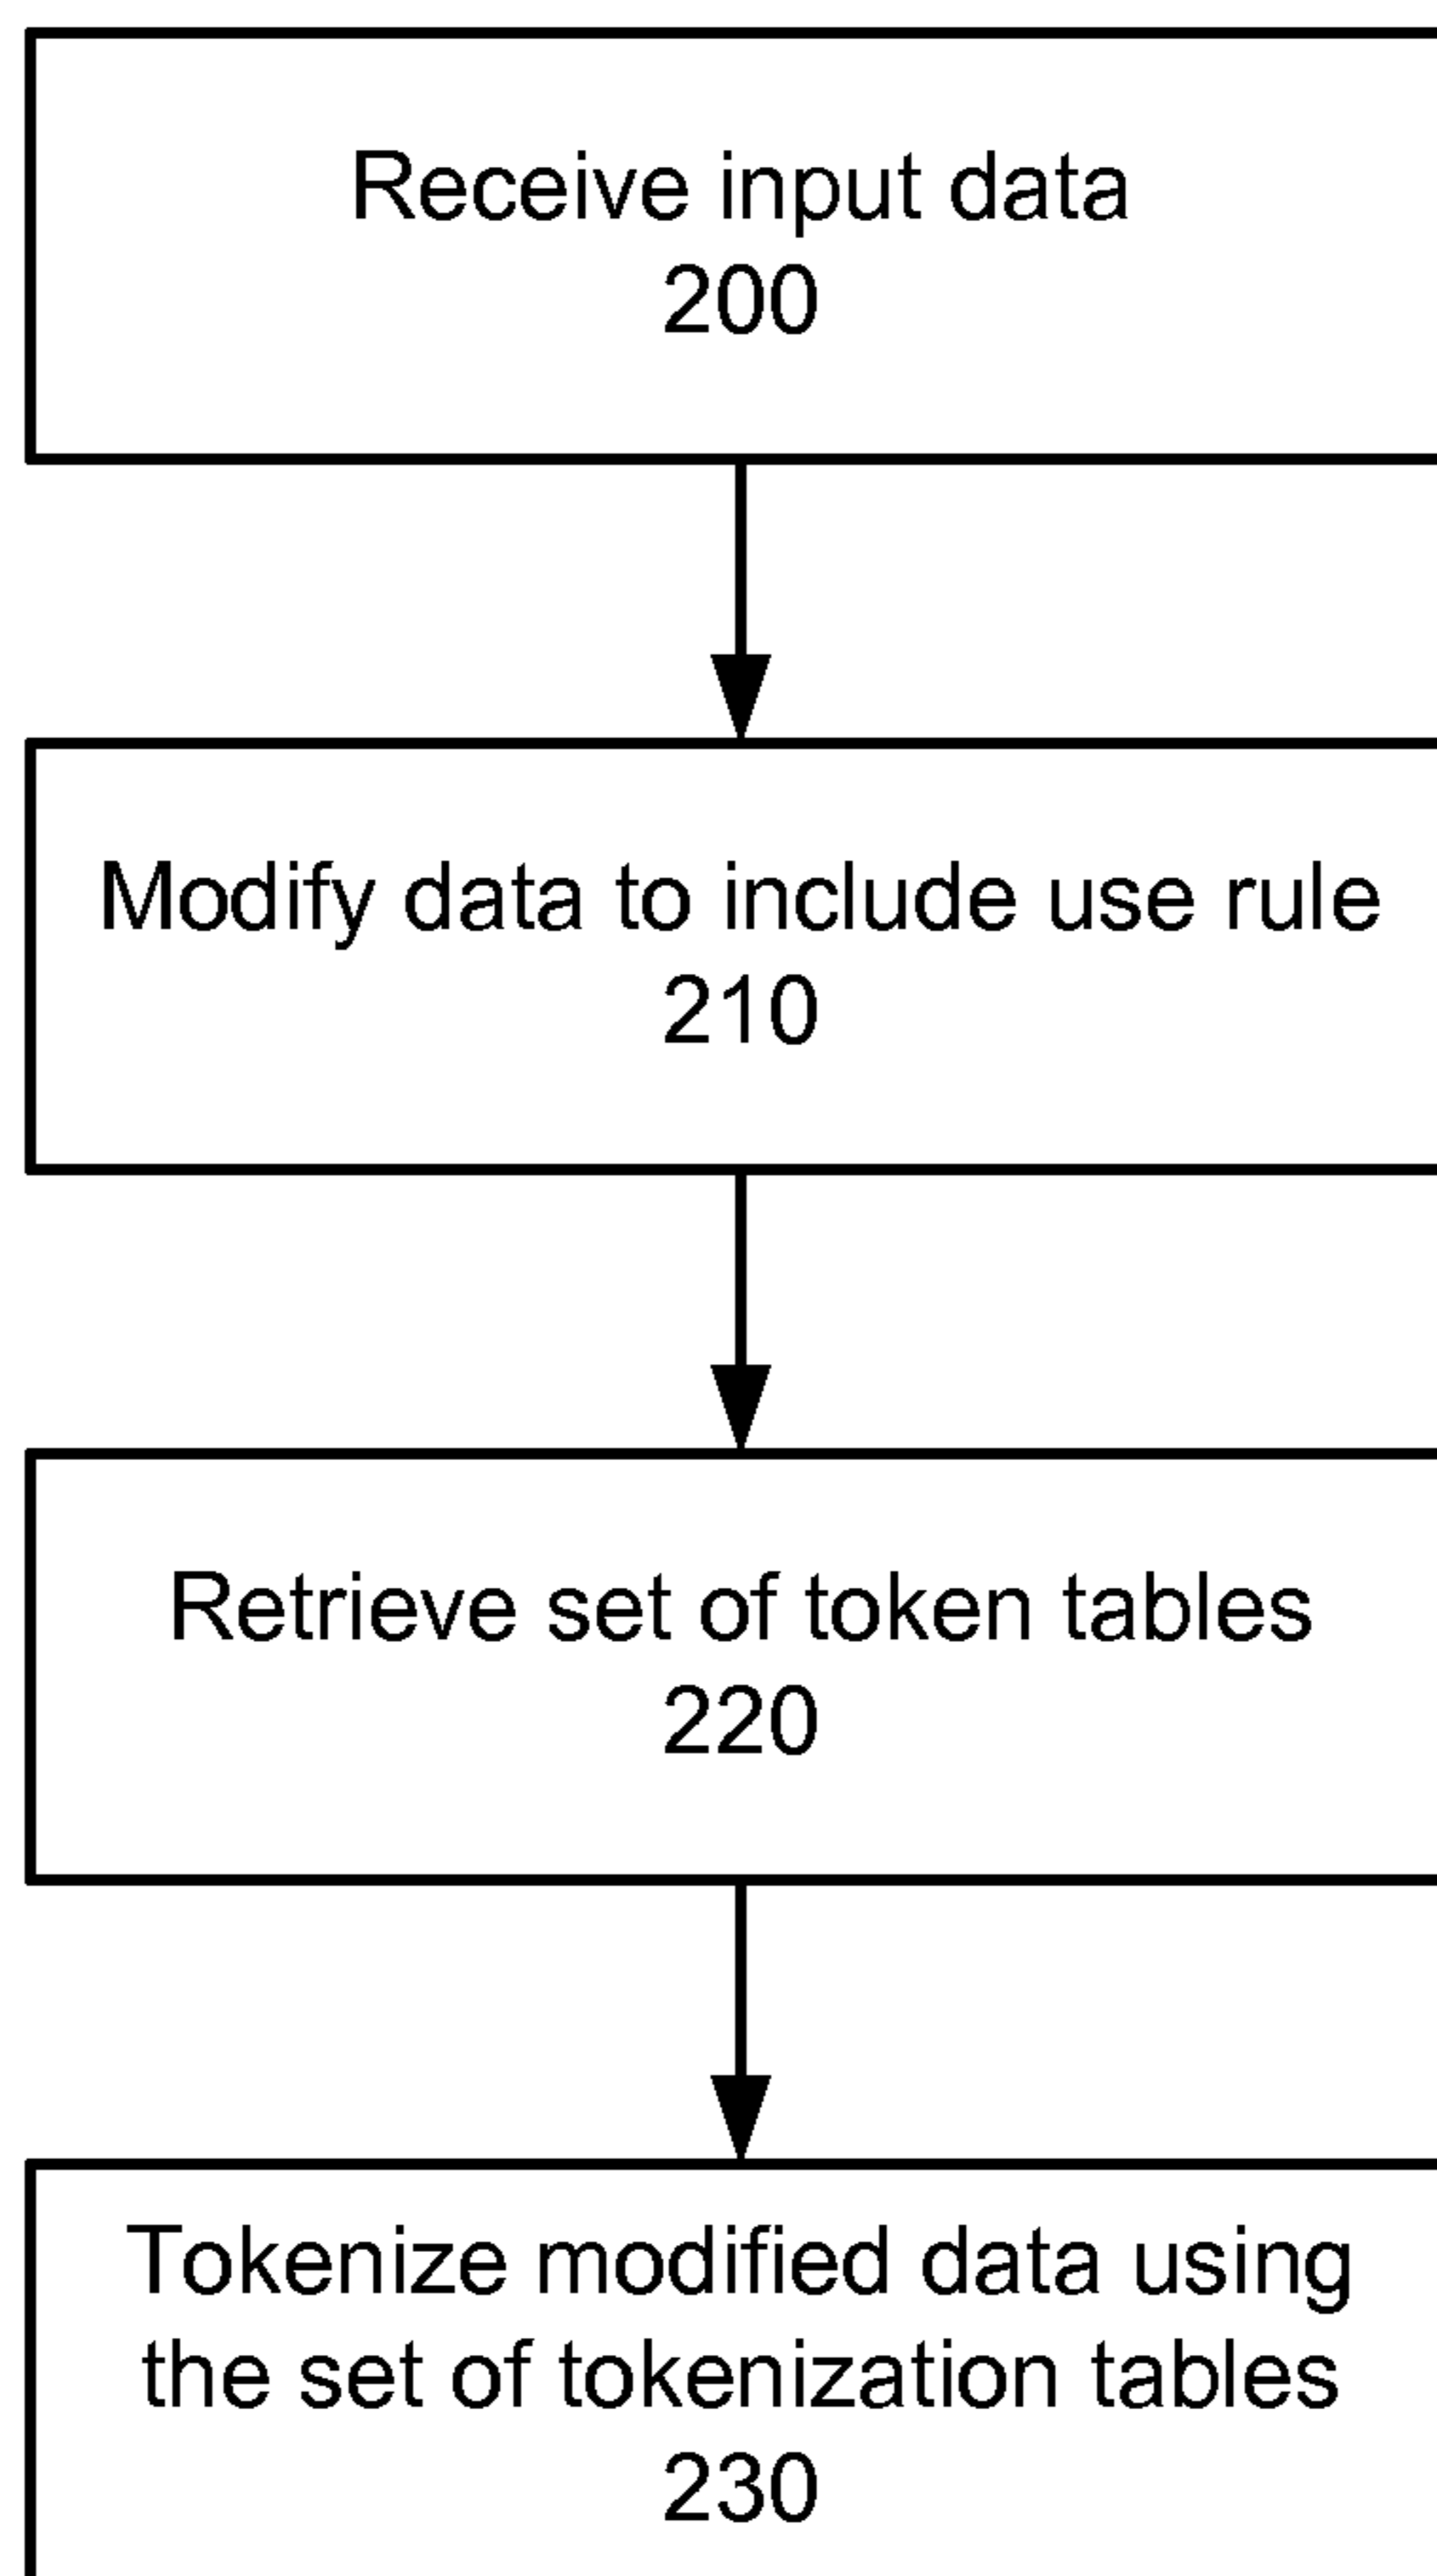 Receive input data
200
Modify data to include use rule
210
Retrieve set of token tables
220
Tokenize modified data using
the set of tokenization tables
230